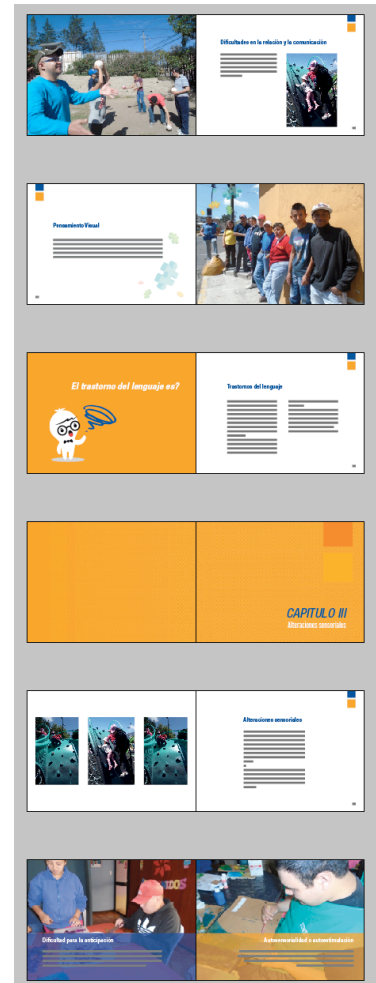 Dificultades en la relación y la comunicación
Pensamiento Visual
El trastorno del lenguaje es?
Trastornos del lenguaje
CAPITULO III
Alteraciones sensoriales
Alteraciones sensoriales
Dificultad para la anticipación
Autosensorialidad o autoestimulación